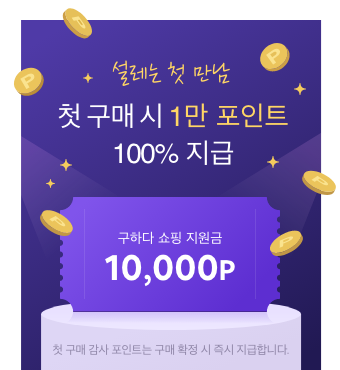 설레는 첫 만남
첫 구매 시 1만 포인트
100% 지급
구하다 쇼핑 지원금
10,000P
첫 구매 감사 포인트는 구매 확정 시 즉시 지급합니다.